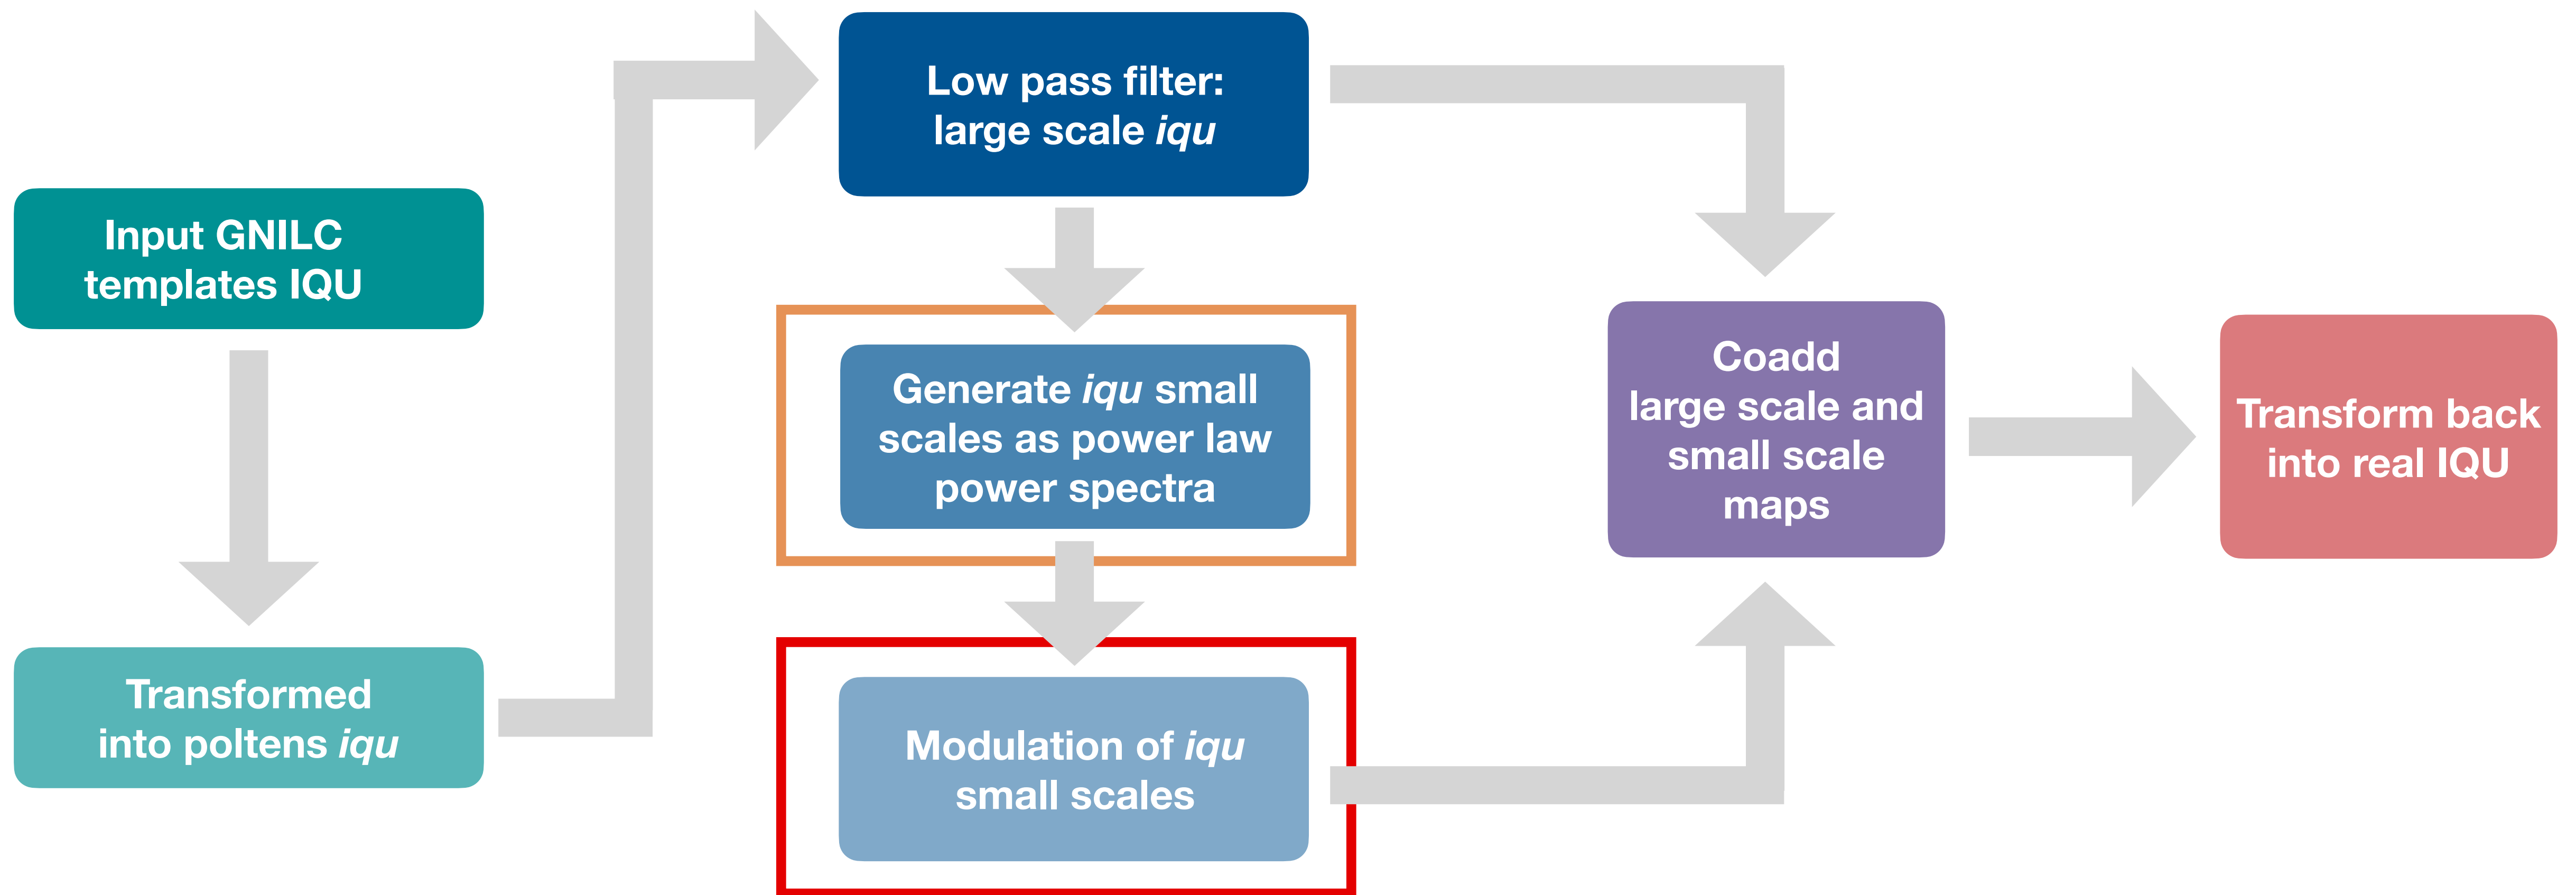 Input GNILC
templates IQU
Transformed
into poltens iqu
Low pass filter:
large scale iqu
Generate iqu small
scales as power law
power spectra
Modulation of iqu
small scales
Coadd
large scale and
small scale
maps
Transform back
into real IQU